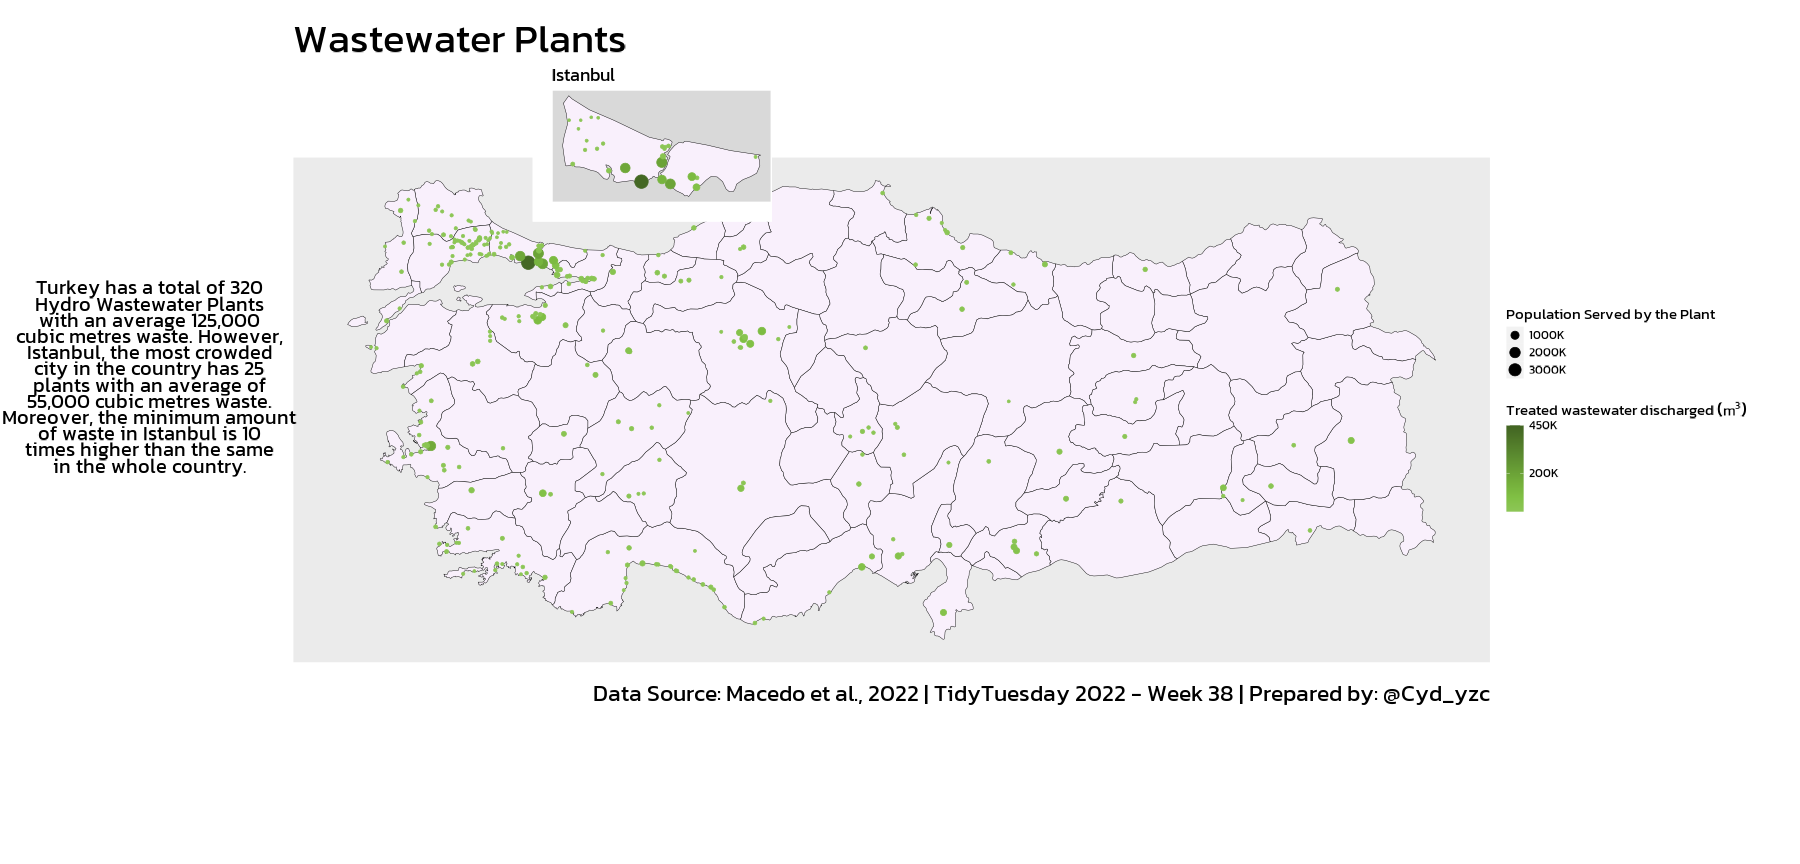 Wastewater Plants
Istanbul
Turkey has a total of 320
Hydro Wastewater Plants
with an average 125,000
cubic metres waste. However,
Istanbul, the most crowded
city in the country has 25
plants with an average of
55,000 cubic metres waste.
Moreover, the minimum amount
of waste in Istanbul is 10
times higher than the same
in the whole country.
Population Served by the Plant
1000K
2000K
3000K
Treated wastewater discharged (m³)
450K
200K
Data Source: Macedo et al., 2022 | TidyTuesday 2022 - Week 38 | Prepared by: @Cyd_yzc